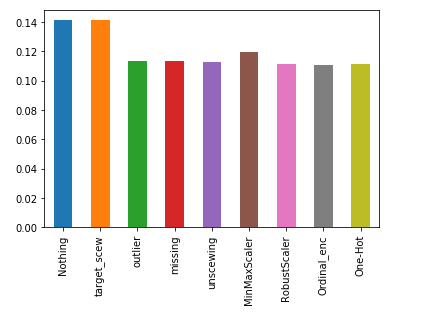 0.14
0.12
0.10
0.08
0.06
0.04
0.02
0.00
Nothing
target_scew
outlier
missing
unscewing
MinMaxScaler
RobustScaler
Ordinal_enc
One-Hot